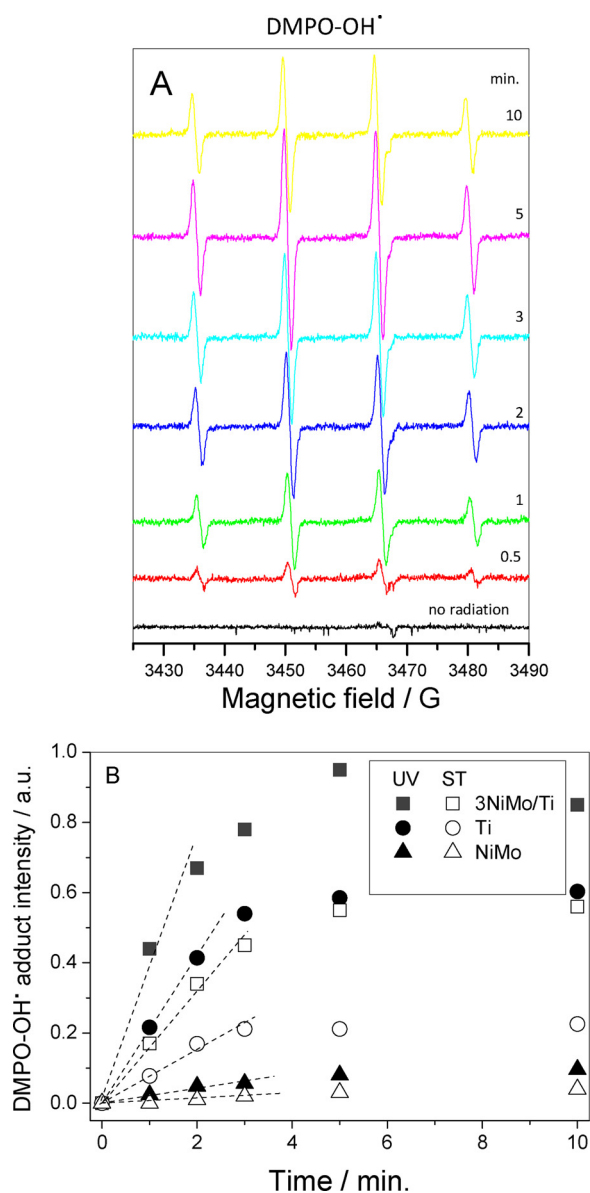 DMPO-OH•
A
min.
10
5
3
2
1
0.5
no radiation
3430 3440 3450 3460 3470 3480 3490
Magnetic field / G
B
UV ST
3NiMo/Ti
Ti
NiMo
1.0
0.8
0.6
0.4
0.2
0.0
DMPO-OH• adduct intensity / a.u.
0 2 4 6 8 10
Time / min.